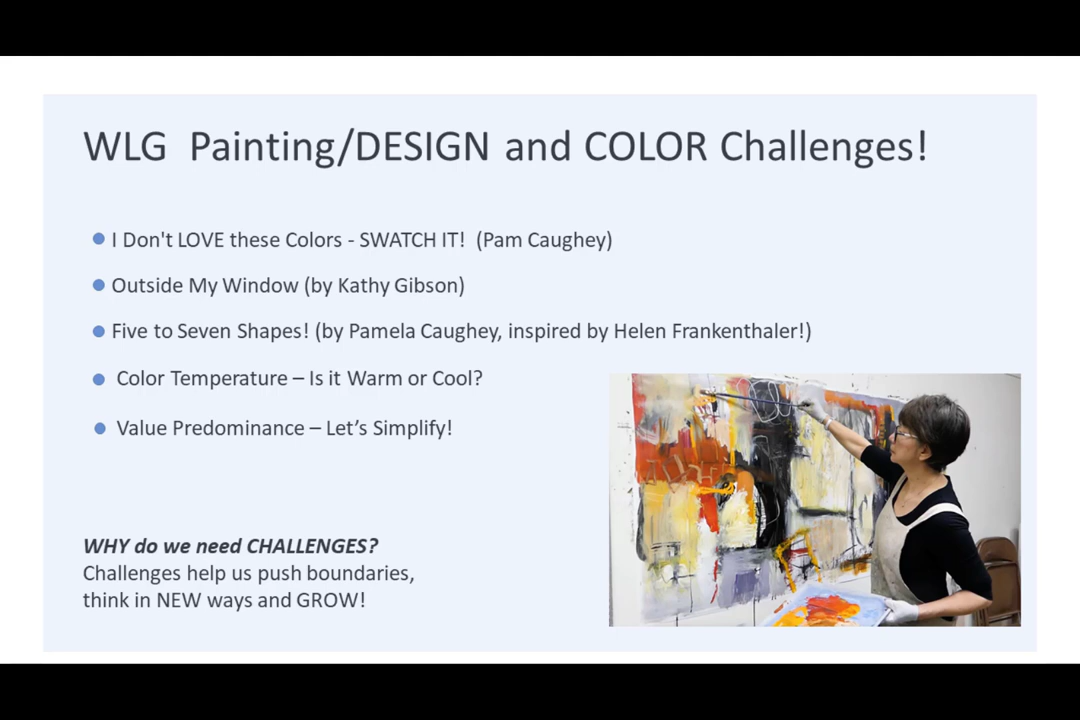 WLG Painting/DESIGN and COLOR Challenges!
I Don't LOVE these Colors - SWATCH IT! (Pam Caughey)
Outside My Window (by Kathy Gibson)
Five to Seven Shapes! (by Pamela Caughey, inspired by Helen Frankenthaler!)
Color Temperature – Is it Warm or Cool?
Value Predominance – Let’s Simplify!
WHY do we need CHALLENGES?
Challenges help us push boundaries,
think in NEW ways and GROW!